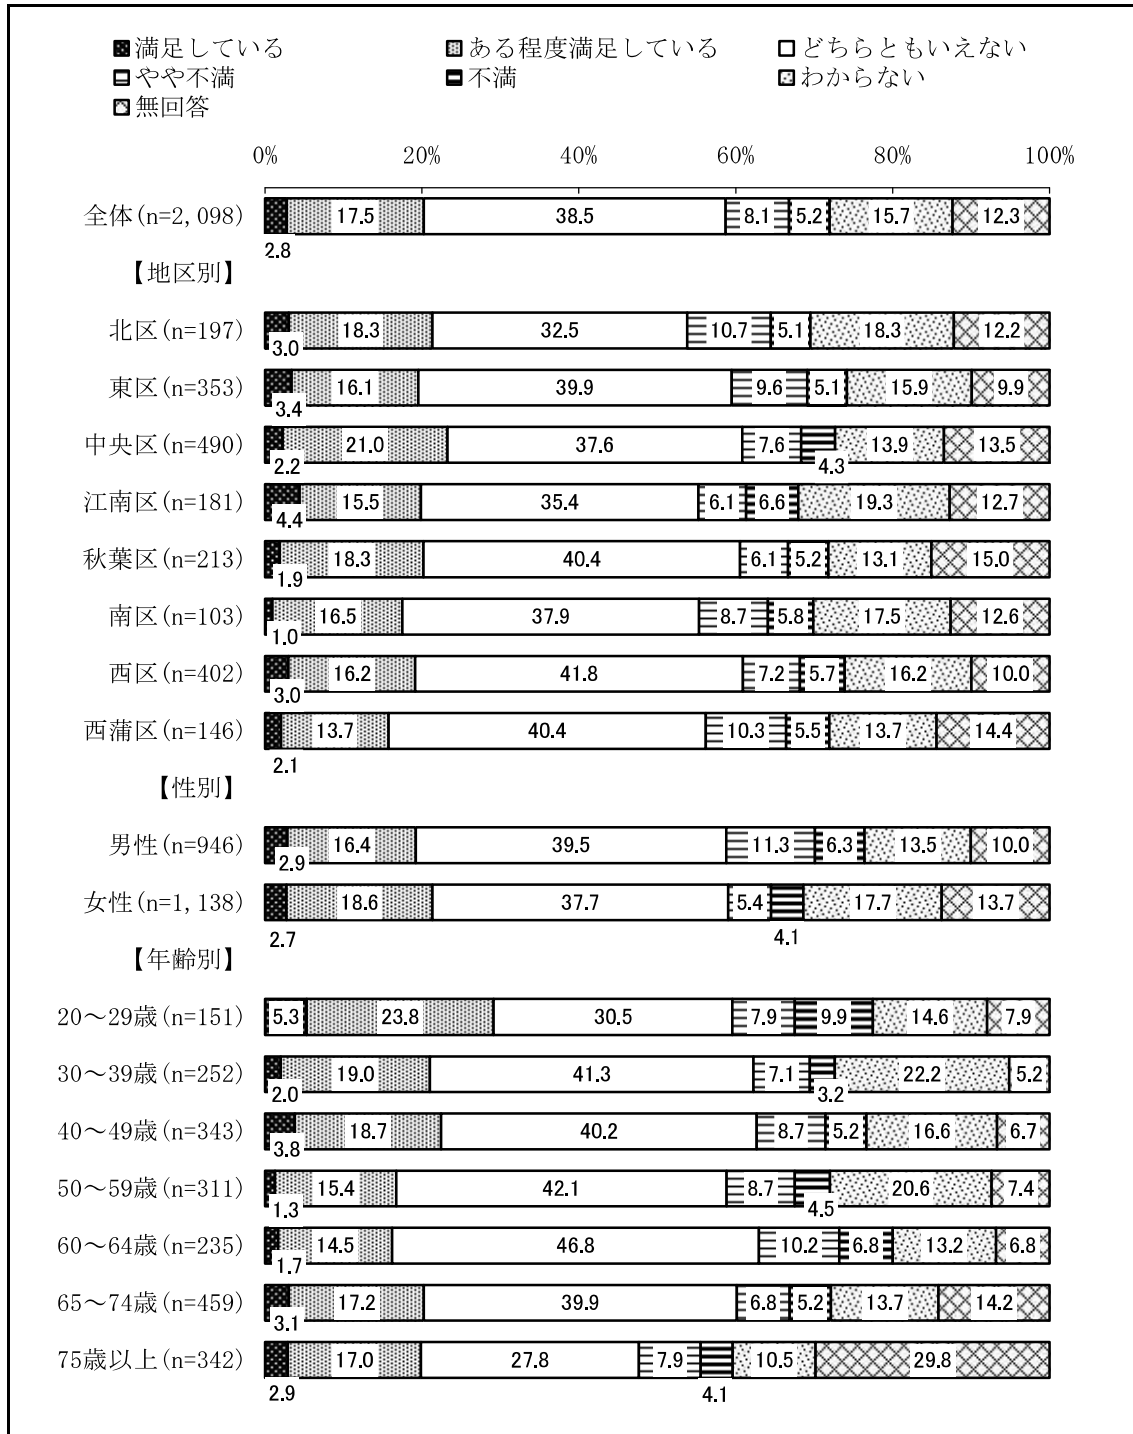 満足している ある程度満足している どちらともいえない
やや不満 不満 わからない
無回答
0% 20% 40% 60% 80% 100%
全体(n=2,098) 17.5 38.5 8.1 5.2 15.7 12.3
2.8
【地区別】
北区(n=197) 3.0 18.3 32.5 10.7 5.1 18.3 12.2
東区(n=353) 3.4 16.1 39.9 9.6 5.1 15.9 9.9
中央区(n=490) 2.2 21.0 37.6 7.6 4.3 13.9 13.5
江南区(n=181) 4.4 15.5 35.4 6.1 6.6 19.3 12.7
秋葉区(n=213) 1.9 18.3 40.4 6.1 5.2 13.1 15.0
南区(n=103) 1.0 16.5 37.9 8.7 5.8 17.5 12.6
西区(n=402) 3.0 16.2 41.8 7.2 5.7 16.2 10.0
西蒲区(n=146) 13.7 40.4 10.3 5.5 13.7 14.4
2.1
【性別】
男性(n=946) 2.9 16.4 39.5 11.3 6.3 13.5 10.0
女性(n=1,138) 18.6 37.7 5.4 17.7 13.7
2.7 4.1
【年齢別】
20～29歳(n=151) 5.3 23.8 30.5 7.9 9.9 14.6 7.9
30～39歳(n=252) 2.0 19.0 41.3 7.1 3.2 22.2 5.2
40～49歳(n=343) 3.8 18.7 40.2 8.7 5.2 16.6 6.7
50～59歳(n=311) 1.3 15.4 42.1 8.7 4.5 20.6 7.4
60～64歳(n=235) 1.7 14.5 46.8 10.2 6.8 13.2 6.8
65～74歳(n=459) 3.1 17.2 39.9 6.8 5.2 13.7 14.2
75歳以上(n=342) 17.0 27.8 7.9 10.5 29.8
2.9 4.1